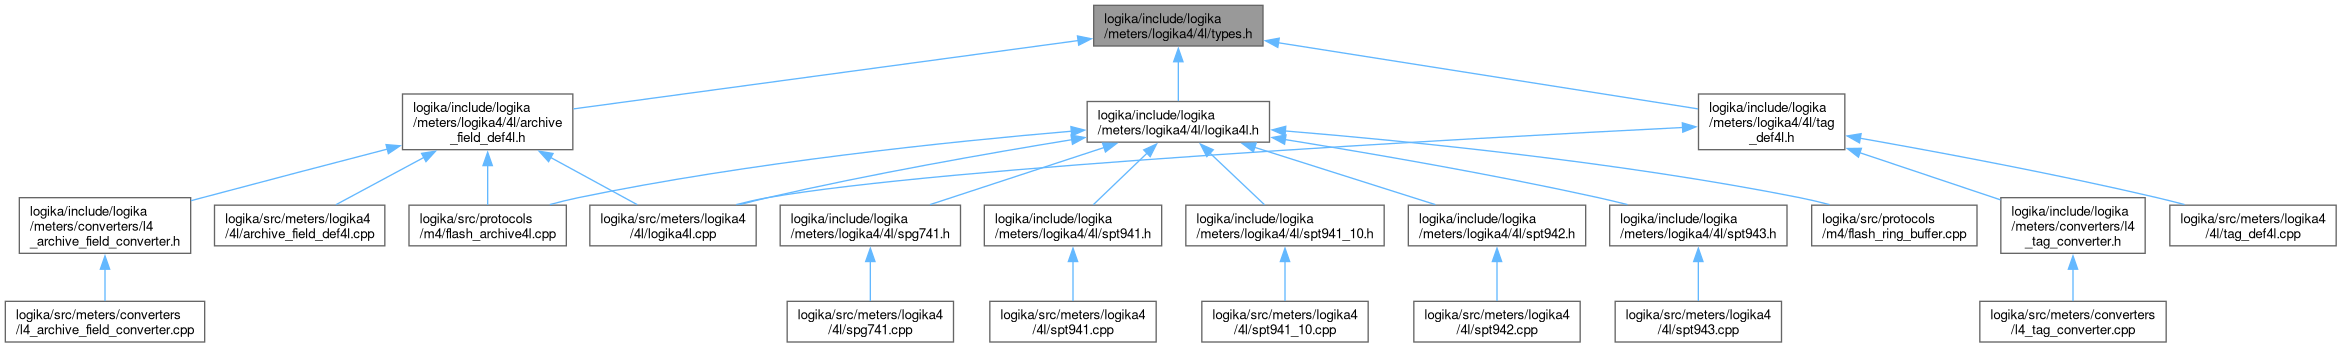 logika/include/logika
/meters/logika4/4l/types.h
logika/include/logika
/meters/logika4/4l/archive
_field_def4l.h
logika/include/logika
/meters/logika4/4l/logika4l.h
logika/include/logika
/meters/logika4/4l/tag
_def4l.h
logika/include/logika
/meters/converters/l4
_archive_field_converter.h
logika/src/meters/logika4
/4l/archive_field_def4l.cpp
logika/src/protocols
/m4/flash_archive4l.cpp
logika/src/meters/logika4
/4l/logika4l.cpp
logika/include/logika
/meters/logika4/4l/spg741.h
logika/include/logika
/meters/logika4/4l/spt941.h
logika/include/logika
/meters/logika4/4l/spt941_10.h
logika/include/logika
/meters/logika4/4l/spt942.h
logika/include/logika
/meters/logika4/4l/spt943.h
logika/src/protocols
/m4/flash_ring_buffer.cpp
logika/include/logika
/meters/converters/l4
_tag_converter.h
logika/src/meters/logika4
/4l/tag_def4l.cpp
logika/src/meters/converters
/l4_archive_field_converter.cpp
logika/src/meters/logika4
/4l/spg741.cpp
logika/src/meters/logika4
/4l/spt941.cpp
logika/src/meters/logika4
/4l/spt941_10.cpp
logika/src/meters/logika4
/4l/spt942.cpp
logika/src/meters/logika4
/4l/spt943.cpp
logika/src/meters/converters
/l4_tag_converter.cpp